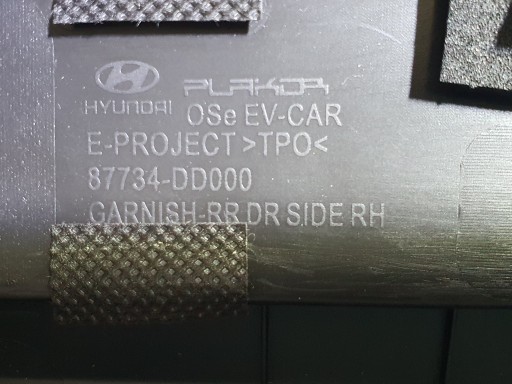 PLAKOR
HYUNDAI OSe EV-CAR
E-PROJECT >TPO<
87734-DD000
GARNISH-RR DR SIDE RH